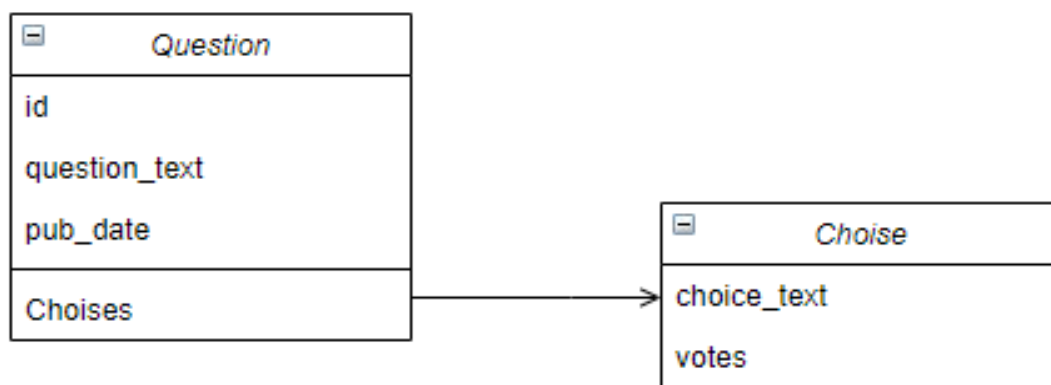 Question
id
question_text
pub_date
Choises
Choise
choice_text
votes